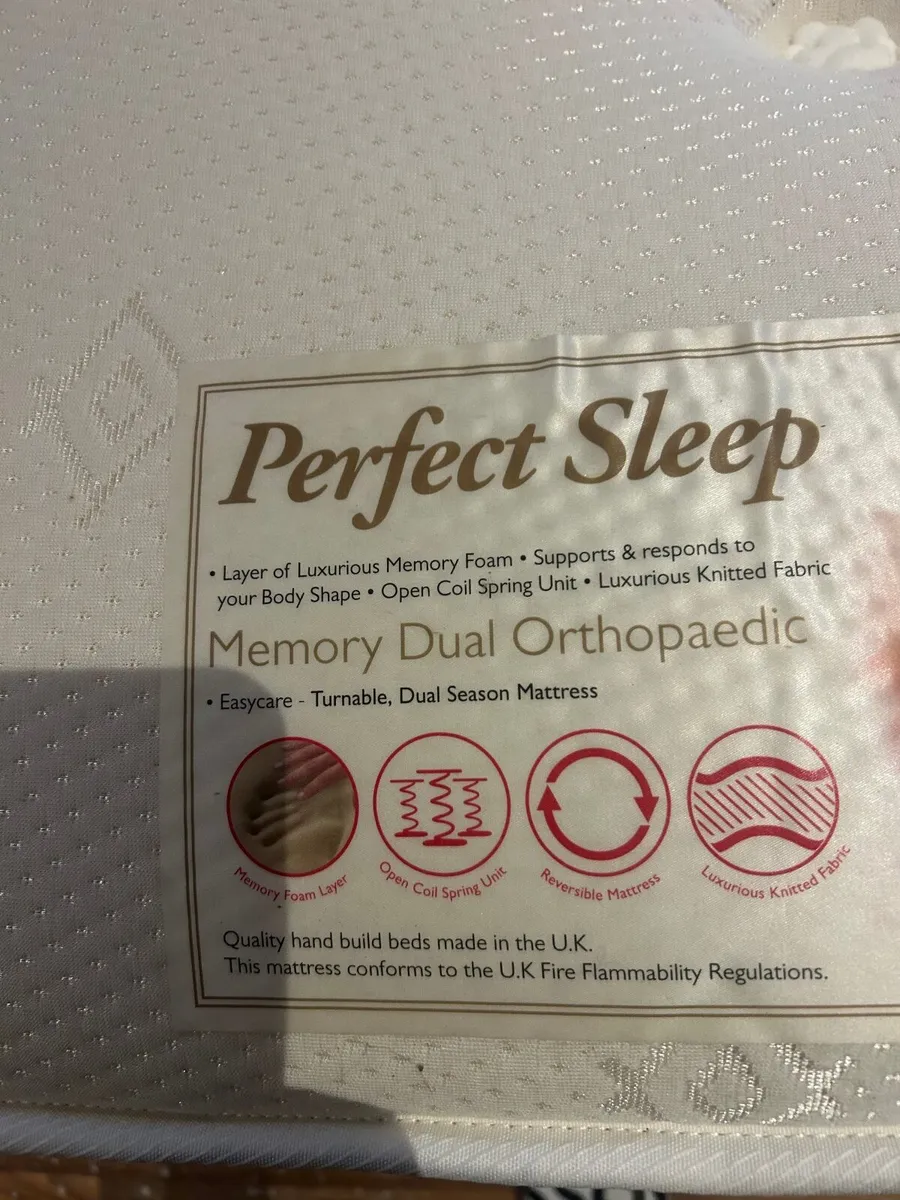 Perfect Sleep
• Layer of Luxurious Memory Foam • Supports & responds to
your Body Shape • Open Coil Spring Unit • Luxurious Knitted Fabric
Memory Dual Orthopaedic
• Easycare - Turnable, Dual Season Mattress
Memory Foam Layer
Open Coil Spring Unit
Reversible Mattress
Luxurious Knitted Fabric
Quality hand build beds made in the U.K.
This mattress conforms to the U.K Fire Flammability Regulations.